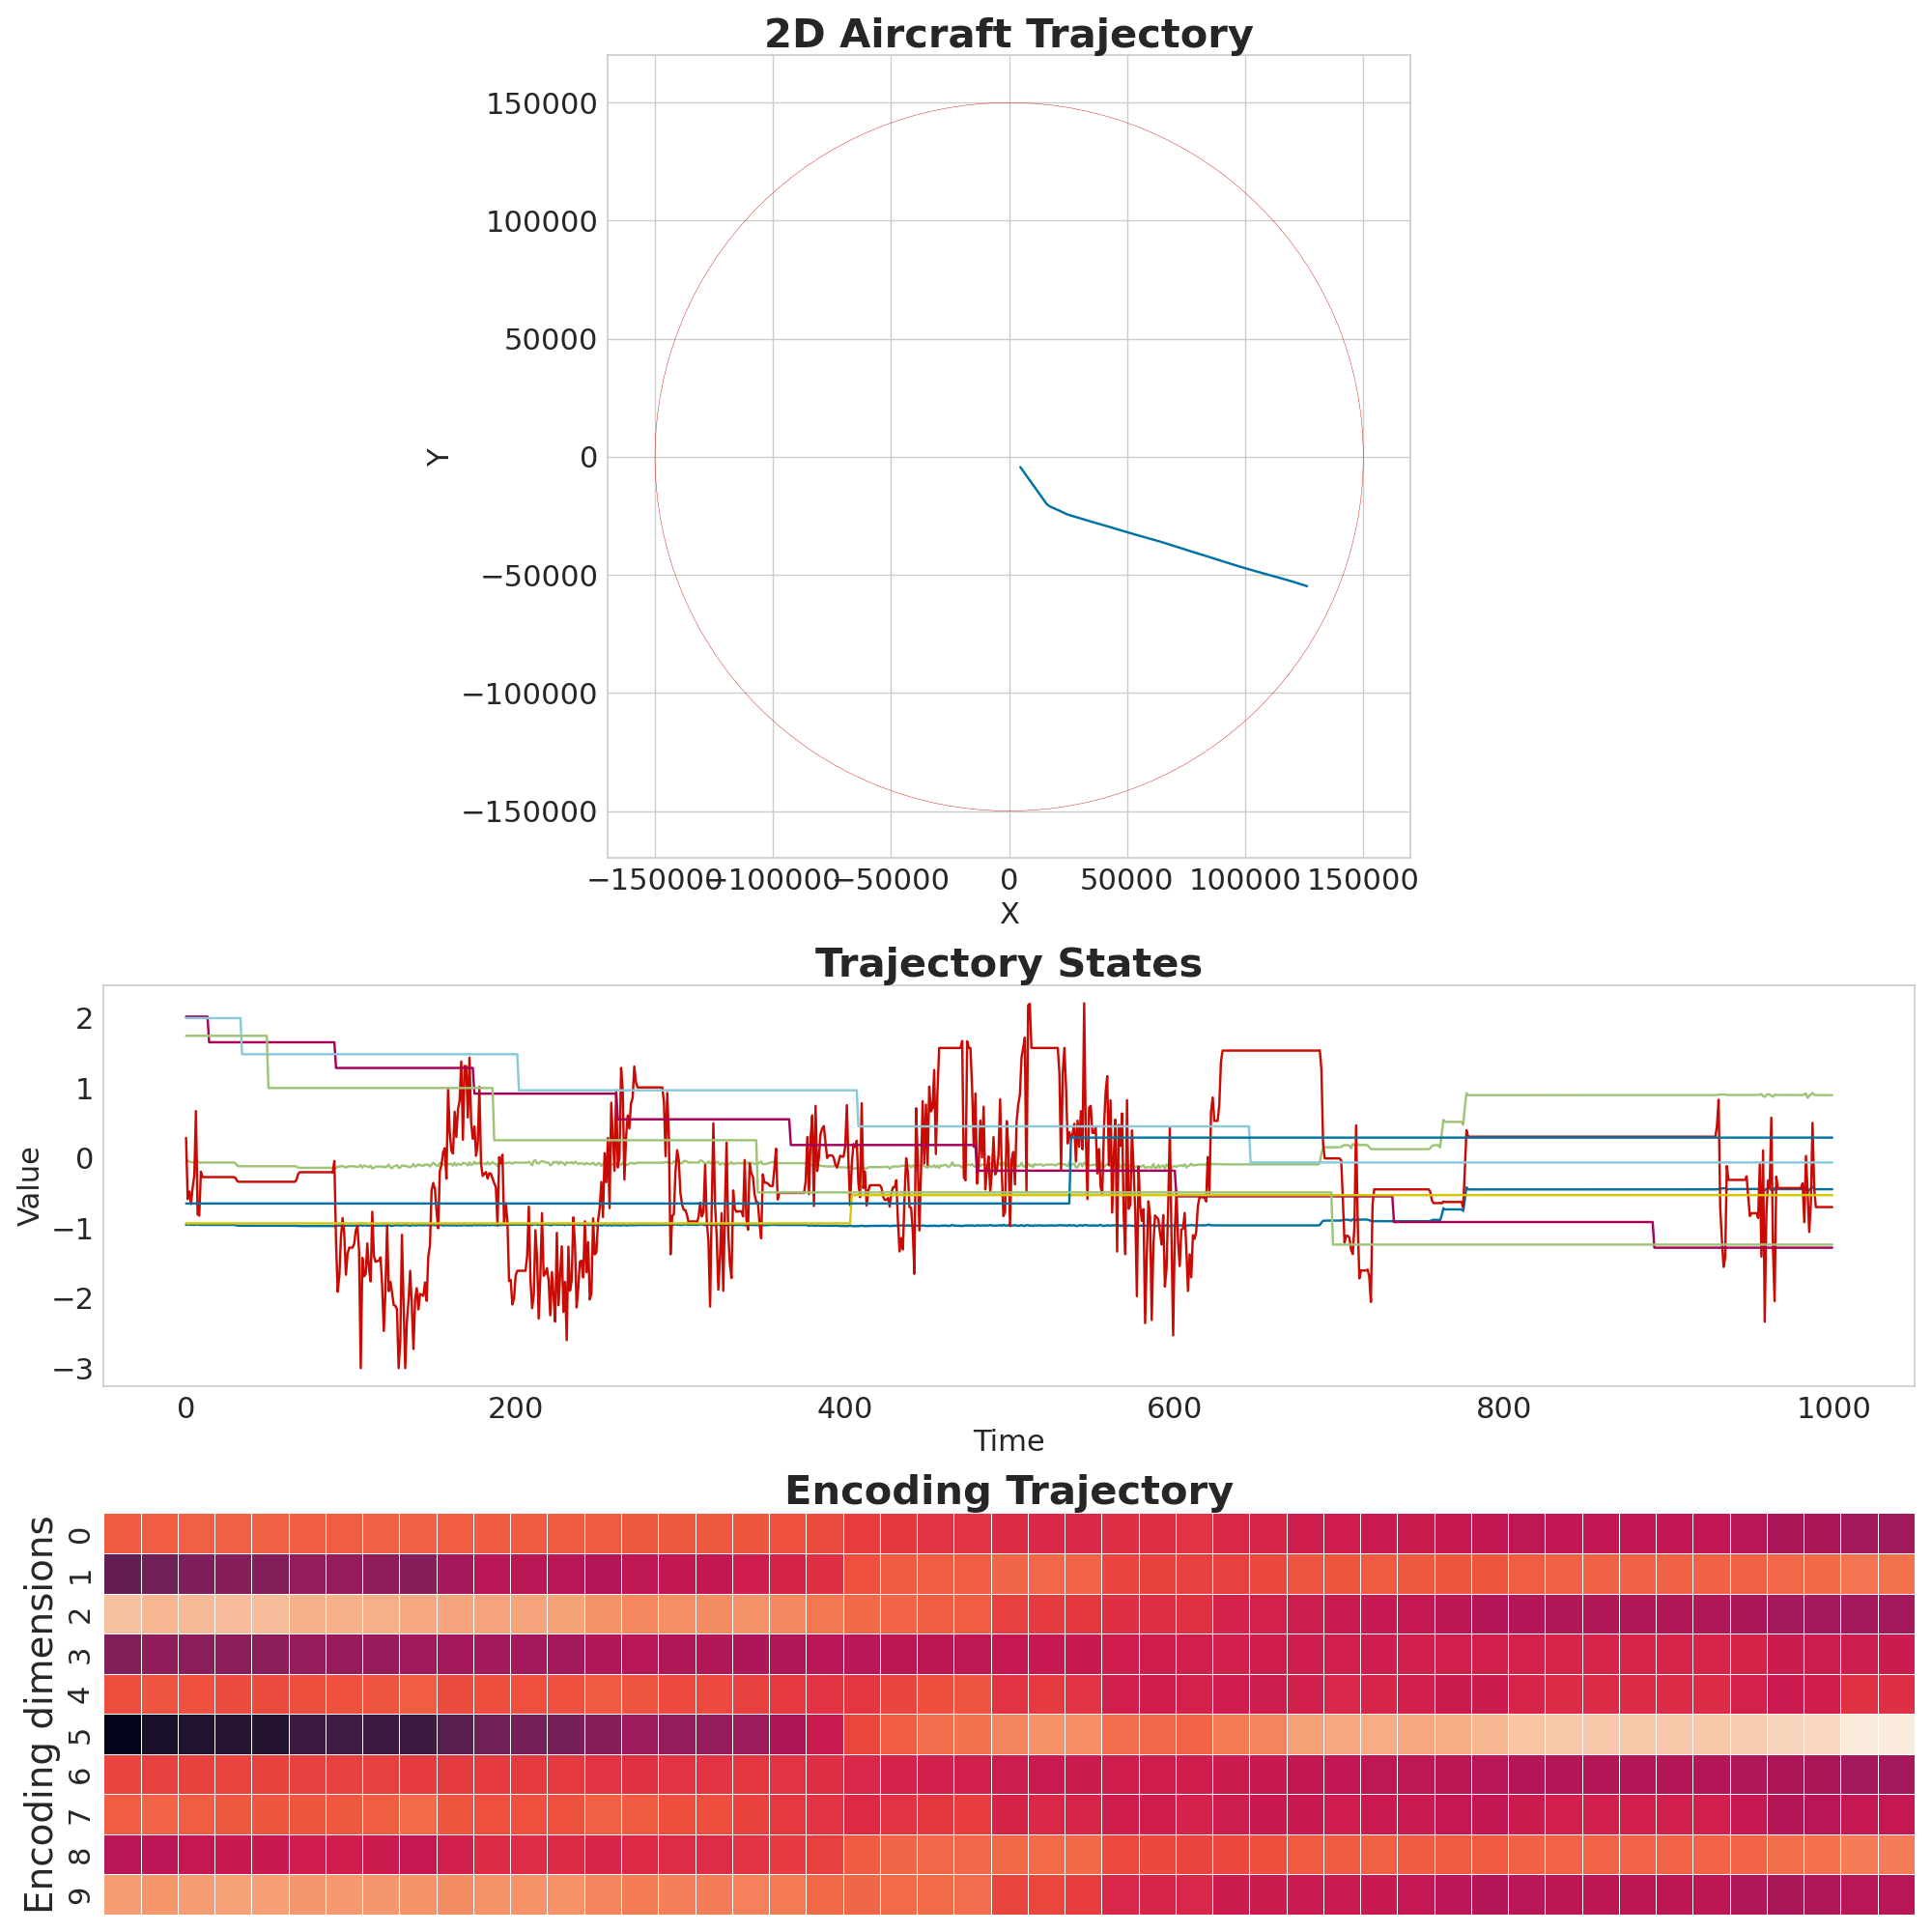 2D Aircraft Trajectory
150000
100000
50000
0
−50000
−100000
−150000
Y
−150000 −100000 −50000 0 50000 100000 150000
X
Trajectory States
2
1
0
−1
−2
−3
Value
0 200 400 600 800 1000
Time
Encoding Trajectory
0
1
2
3
4
5
6
7
8
9
Encoding dimensions